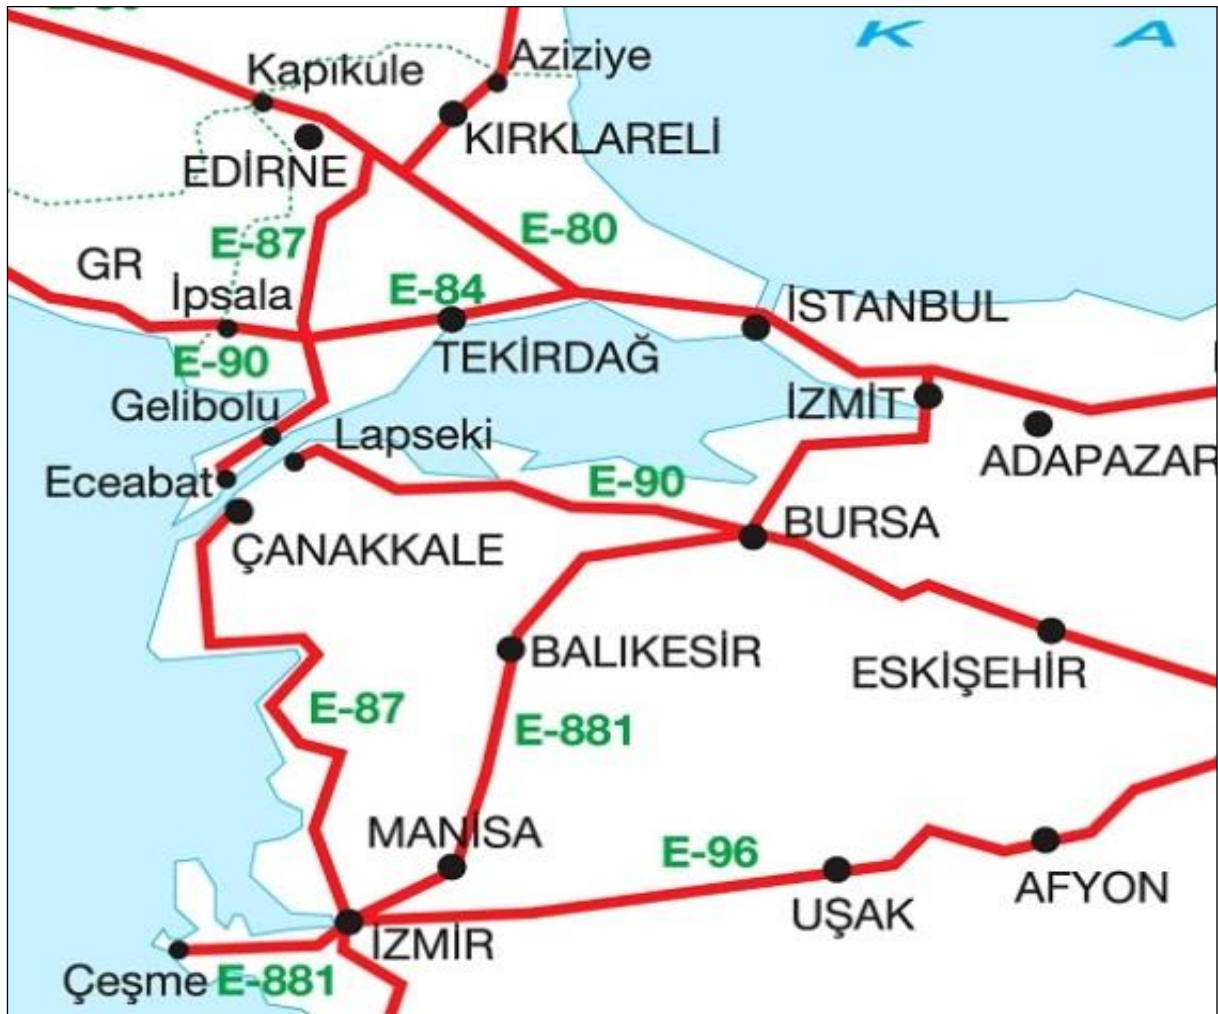 K A
Aziziye
Kapıkule
KIRKLARELİ
EDİRNE
E-80
E-87
GR
İpsala
E-84
İSTANBUL
TEKİRDAĞ
E-90
Gelibolu
İZMİT
Lapseki
ADAPAZAR
Eceabat
E-90
BURSA
ÇANAKKALE
BALIKESİR
ESKİŞEHİR
E-87
E-881
MANİSA
E-96
AFYON
UŞAK
İZMİR
Çeşme
E-881